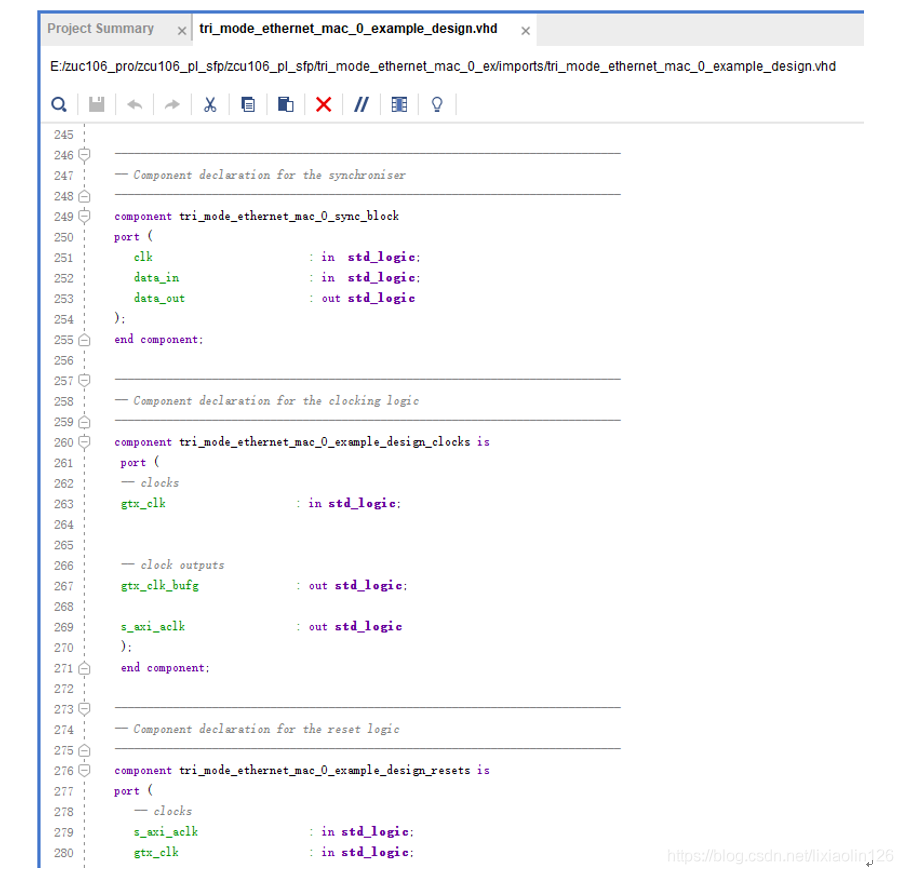 Project Summary × tri_mode_ethernet_mac_0_example_design.vhd ×
E:/zuc106_pro/zcu106_pl_sfp/zcu106_pl_sfp/tri_mode_ethernet_mac_0_ex/imports/tri_mode_ethernet_mac_0_example_design.vhd
245
246 ------------------------------------------------------------------------------
247 -- Component declaration for the synchroniser
248 ------------------------------------------------------------------------------
249 component tri_mode_ethernet_mac_0_sync_block
250 port (
251 clk : in std_logic;
252 data_in : in std_logic;
253 data_out : out std_logic
254 );
255 end component;
256
257 ------------------------------------------------------------------------------
258 -- Component declaration for the clocking logic
259 ------------------------------------------------------------------------------
260 component tri_mode_ethernet_mac_0_example_design_clocks is
261 port (
262 -- clocks
263 gtx_clk : in std_logic;
264
265
266 -- clock outputs
267 gtx_clk_bufg : out std_logic;
268
269 s_axi_aclk : out std_logic
270 );
271 end component;
272
273 ------------------------------------------------------------------------------
274 -- Component declaration for the reset logic
275 ------------------------------------------------------------------------------
276 component tri_mode_ethernet_mac_0_example_design_resets is
277 port (
278 -- clocks
279 s_axi_aclk : in std_logic;
280 gtx_clk : in std_logic;
https://blog.csdn.net/lixiaolin126